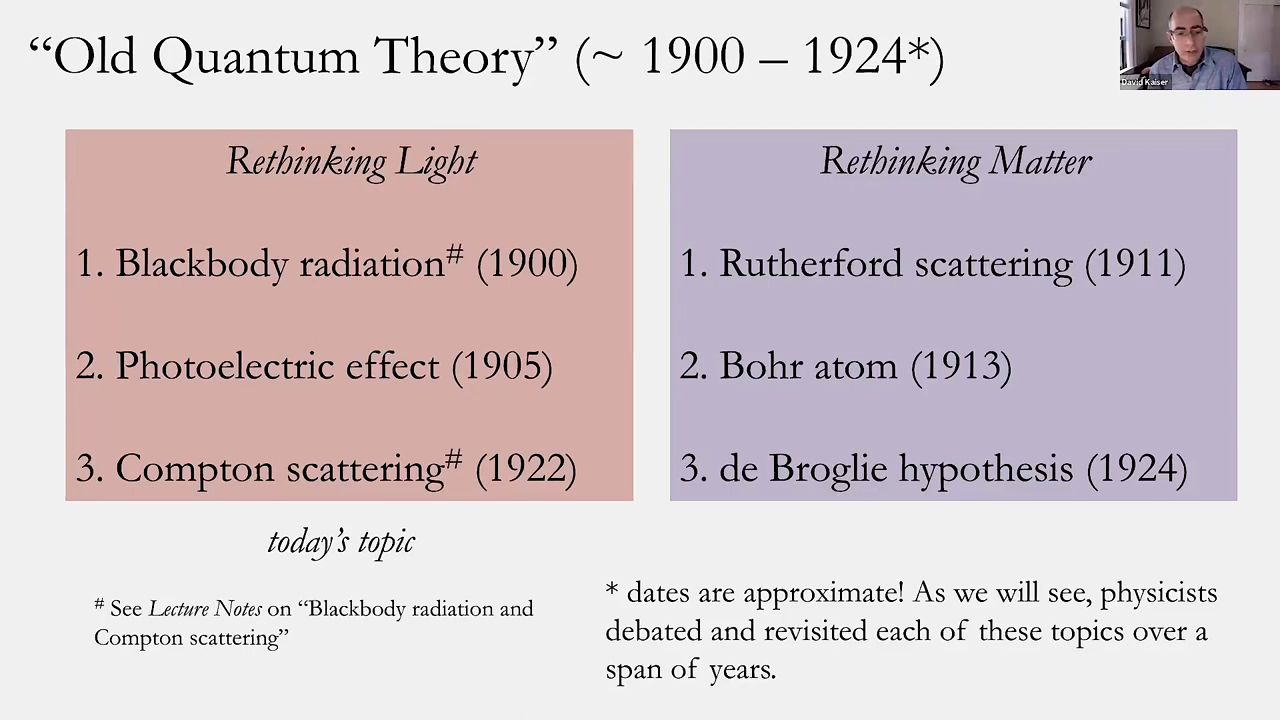 “Old Quantum Theory” (~ 1900 – 1924*)
David Kaiser
Rethinking Light
1. Blackbody radiation# (1900)
2. Photoelectric effect (1905)
3. Compton scattering# (1922)
today’s topic
# See Lecture Notes on “Blackbody radiation and
Compton scattering”
Rethinking Matter
1. Rutherford scattering (1911)
2. Bohr atom (1913)
3. de Broglie hypothesis (1924)
* dates are approximate! As we will see, physicists
debated and revisited each of these topics over a
span of years.